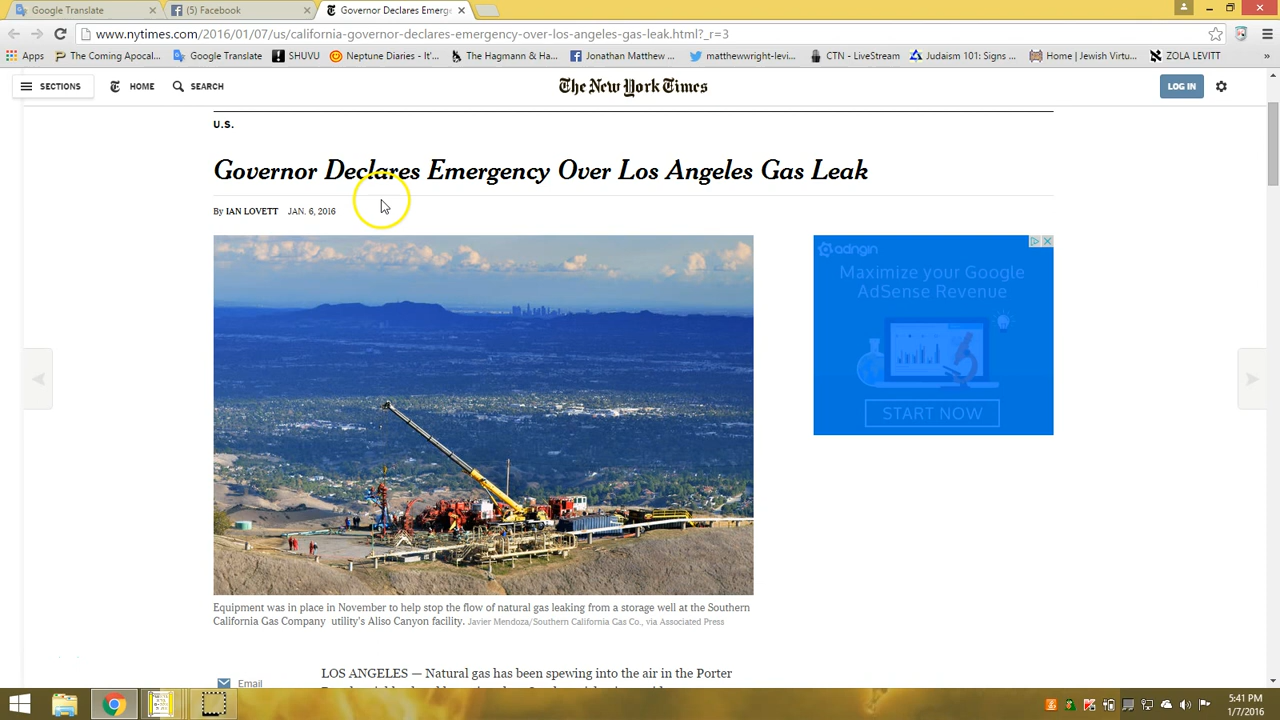 Google Translate
(5) Facebook
Governor Declares Emerge
www.nytimes.com/2016/01/07/us/california-governor-declares-emergency-over-los-angeles-gas-leak.html?_r=3
Apps
The Coming Apocal...
Google Translate
SHUVU
Neptune Diaries - It'...
The Hagmann & Ha...
Jonathan Matthew ...
matthewwright-levi...
CTN - LiveStream
Judaism 101: Signs ...
Home | Jewish Virtu...
ZOLA LEVITT
SECTIONS
HOME
SEARCH
The New York Times
LOG IN
U.S.
Governor Declares Emergency Over Los Angeles Gas Leak
By IAN LOVETT JAN. 6, 2016
adngin
Maximize your Google
AdSense Revenue
START NOW
Equipment was in place in November to help stop the flow of natural gas leaking from a storage well at the Southern
California Gas Company utility's Aliso Canyon facility. Javier Mendoza/Southern California Gas Co., via Associated Press
Email
LOS ANGELES — Natural gas has been spewing into the air in the Porter
5:41 PM
1/7/2016